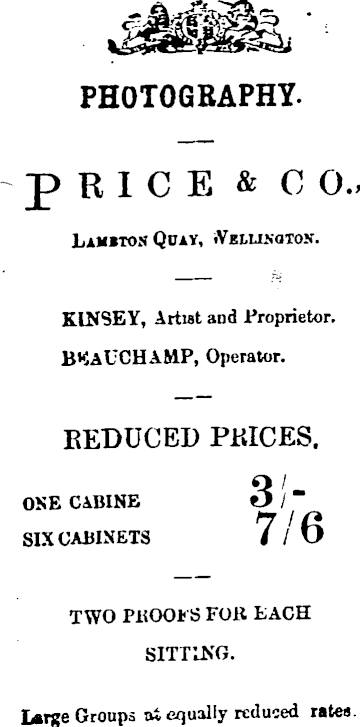 PHOTOGRAPHY.
PRICE & CO.,
LAMBTON QUAY, WELLINGTON.
KINSEY, Artist and Proprietor.
BEAUCHAMP, Operator.
REDUCED PRICES.
ONE CABINE 3/-
SIX CABINETS 7/6
TWO PROOFS FOR EACH
SITTING.
Large Groups at equally reduced rates.